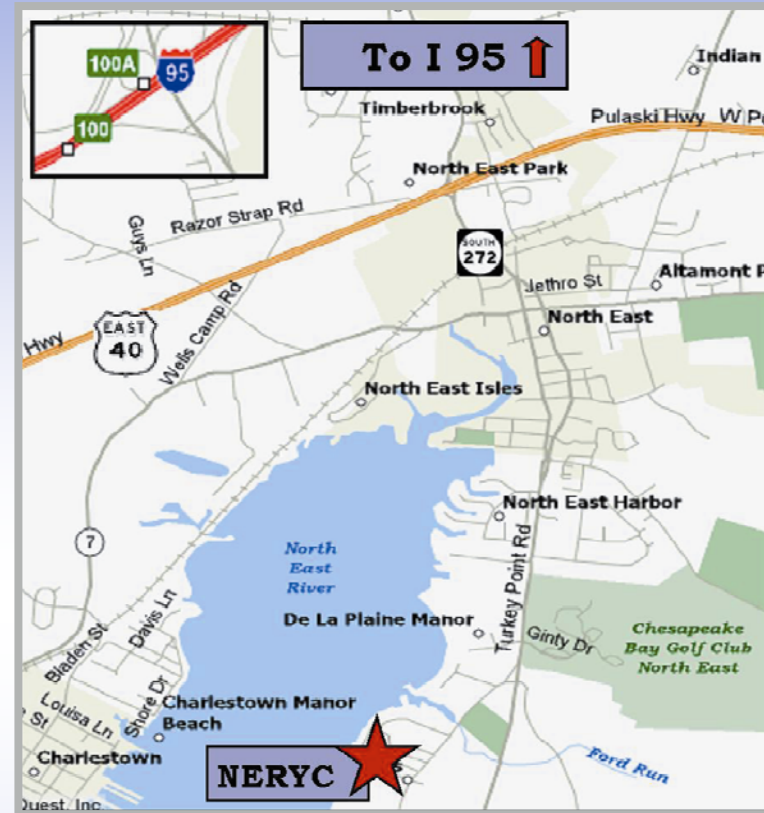 100A
95
100
To I 95
Indian
Timberbrook
Pulaski Hwy
North East Park
Razor Strap Rd
Guys Ln
SOUTH
272
Jethro St
Altamont P
EAST
40
Hwy
Wells Camp Rd
North East
North East Isles
7
North
East
River
North East Harbor
Turkey Point Rd
De La Plaine Manor
Ginty Dr
Chesapeake
Bay Golf Club
North East
Bladen St
Davis Ln
Louisa Ln
Shore Dr
Charlestown Manor
Beach
St
Charlestown
NERYC
Ford Run
Quest, Inc